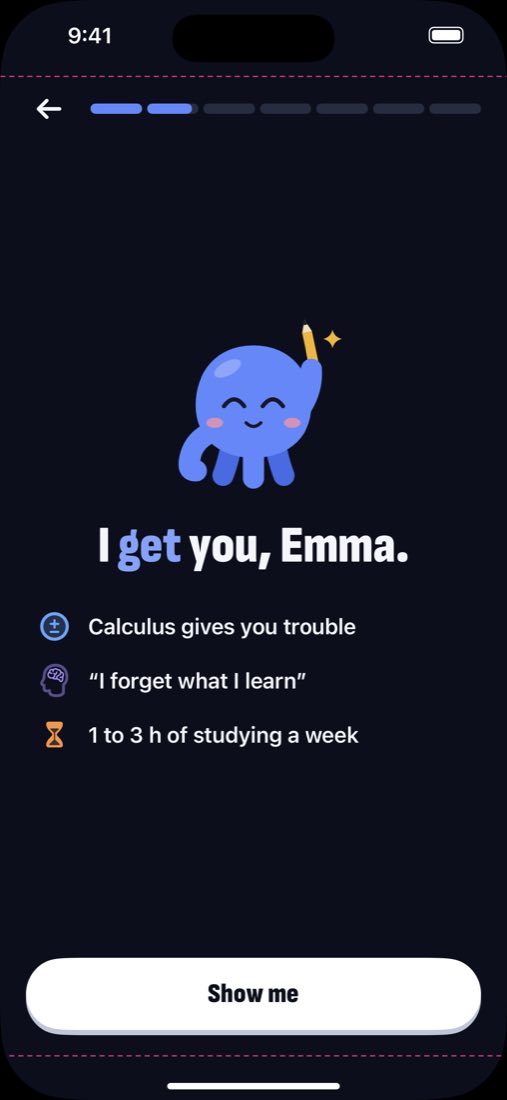 9:41
I get you, Emma.
Calculus gives you trouble
“I forget what I learn”
1 to 3 h of studying a week
Show me